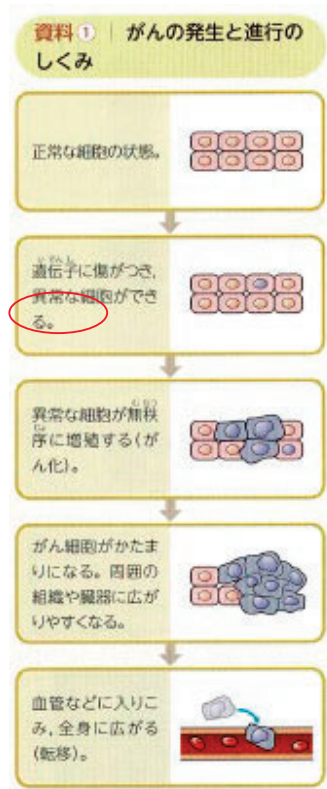 資料① | がんの発生と進行の
しくみ
正常な細胞の状態。
遺伝子に傷がつき,
異常な細胞ができ
る。
異常な細胞が無秩
序に増殖する(が
ん化)。
がん細胞がかたま
りになる。周囲の
組織や臓器に広が
りやすくなる。
血管などに入りこ
み,全身に広がる
(転移)。